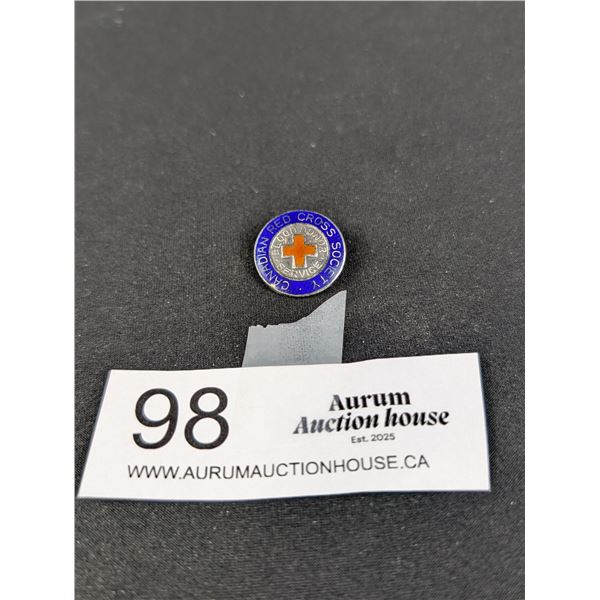 CANADIAN RED CROSS SOCIETY
BLOOD DONOR
SERVICE
98
Aurum
Auction house
Est. 2025
WWW.AURUMAUCTIONHOUSE.CA